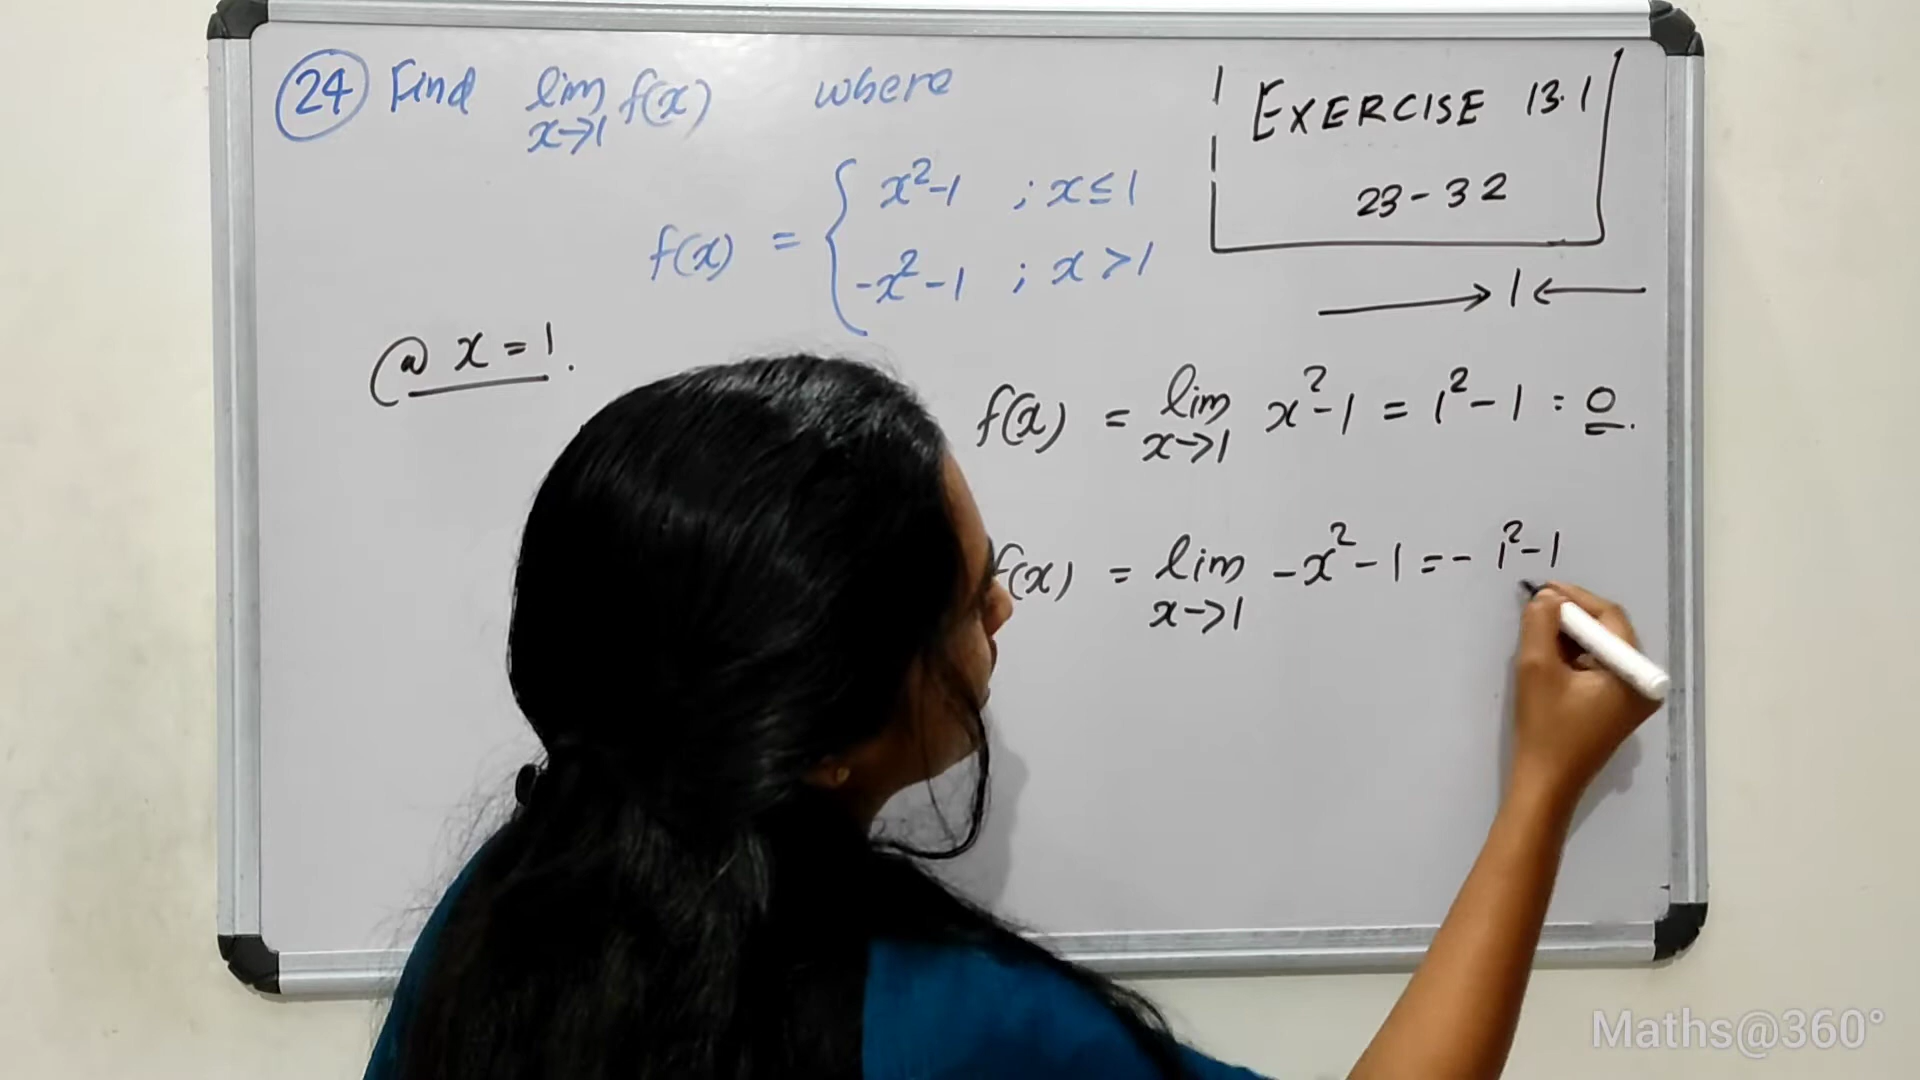 24 Find lim f(x) where
x→1
EXERCISE 13.1
23-32
f(x) = { x²-1 ; x≤1
-x²-1 ; x>1
→ 1 ←
@ x = 1.
f(x) = lim x²-1 = 1²-1 = 0.
x→1
f(x) = lim -x²-1 = -1²-1
x→1
Maths@360°